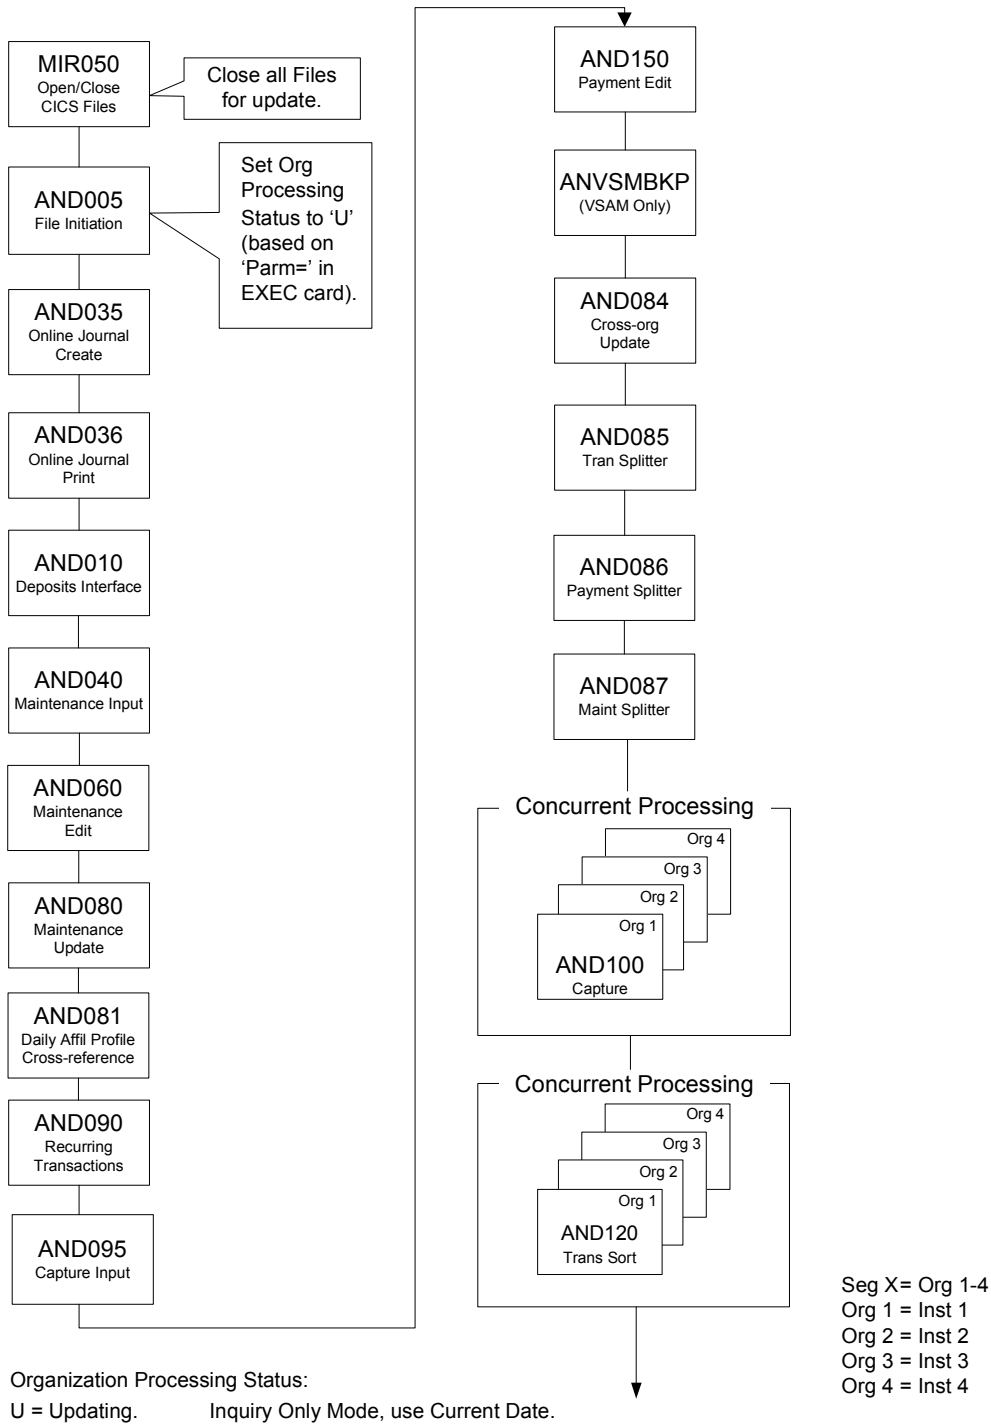 MIR050
Open/Close
CICS Files
Close all Files
for update.
AND005
File Initiation
Set Org
Processing
Status to ‘U’
(based on
‘Parm=’ in
EXEC card).
AND035
Online Journal
Create
AND036
Online Journal
Print
AND010
Deposits Interface
AND040
Maintenance Input
AND060
Maintenance
Edit
AND080
Maintenance
Update
AND081
Daily Affil Profile
Cross-reference
AND090
Recurring
Transactions
AND095
Capture Input
AND150
Payment Edit
ANVSMBKP
(VSAM Only)
AND084
Cross-org
Update
AND085
Tran Splitter
AND086
Payment Splitter
AND087
Maint Splitter
Concurrent Processing
Org 4
Org 3
Org 2
Org 1
AND100
Capture
Concurrent Processing
Org 4
Org 3
Org 2
Org 1
AND120
Trans Sort
Seg X= Org 1-4
Org 1 = Inst 1
Org 2 = Inst 2
Org 3 = Inst 3
Org 4 = Inst 4
Organization Processing Status:
U = Updating. Inquiry Only Mode, use Current Date.